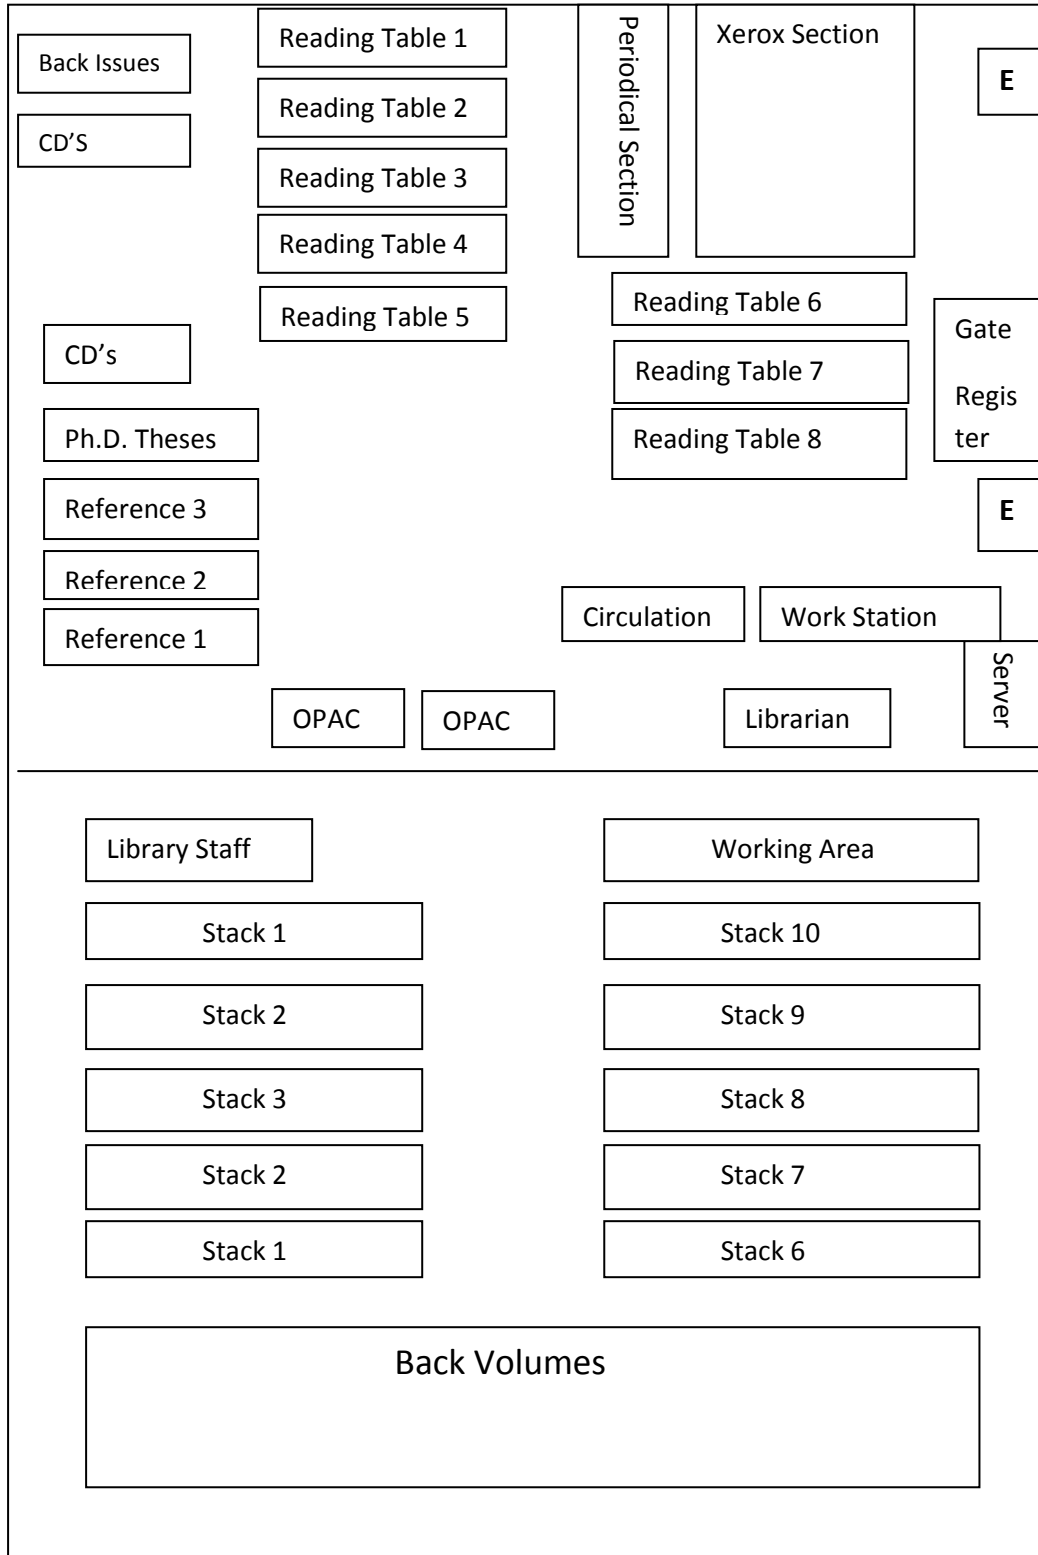 Back Issues
CD'S
Reading Table 1
Reading Table 2
Reading Table 3
Reading Table 4
Reading Table 5
Periodical Section
Xerox Section
E
Reading Table 6
Reading Table 7
Reading Table 8
Gate
Regis
ter
E
CD's
Ph.D. Theses
Reference 3
Reference 2
Reference 1
Circulation
Work Station
Server
OPAC
OPAC
Librarian
Library Staff
Working Area
Stack 1
Stack 10
Stack 2
Stack 9
Stack 3
Stack 8
Stack 2
Stack 7
Stack 1
Stack 6
Back Volumes